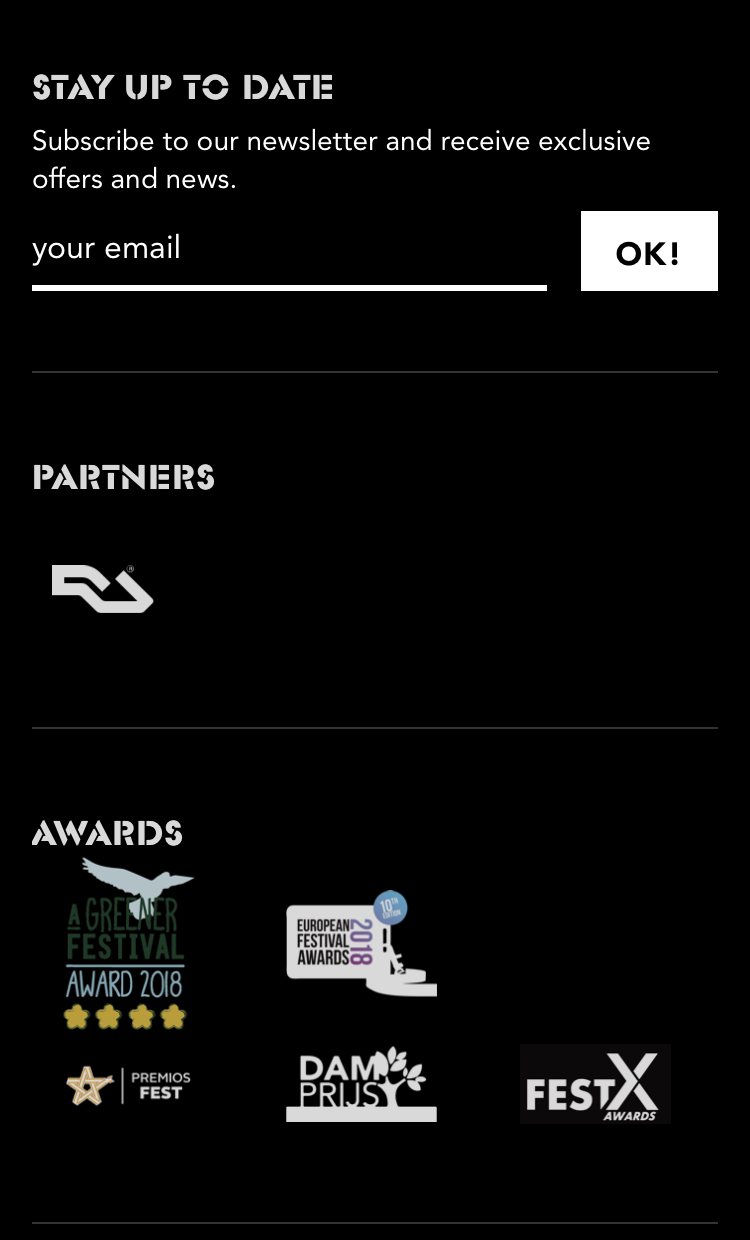 STAY UP TO DATE
Subscribe to our newsletter and receive exclusive
offers and news.
your email
OK!
PARTNERS
®
AWARDS
A GREENER
FESTIVAL
AWARD 2018
10TH
EDITION
EUROPEAN
FESTIVAL
AWARDS
2018
PREMIOS
FEST
DAM
PRIJS
FESTX
AWARDS